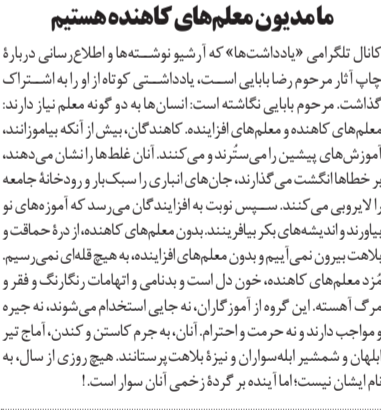 ما مدیون معلم‌های کاهنده هستیم
کانال تلگرامی «یادداشت‌ها» که آرشیو نوشته‌ها و اطلاع‌رسانی دربارهٔ
چاپ آثار مرحوم رضا بابایی است، یادداشتی کوتاه از او را به اشتراک
گذاشت. مرحوم بابایی نگاشته است: انسان‌ها به دو گونه معلم نیاز دارند:
معلم‌های کاهنده و معلم‌های افزاینده. کاهندگان، بیش از آنکه بیاموزانند،
آموزش‌های پیشین را می‌سترند و می‌کنند. آنان غلط‌ها را نشان می‌دهند،
بر خطاها انگشت می‌گذارند، جان‌های انباری را سبک‌بار و رودخانهٔ جامعه
را لایروبی می‌کنند. سپس نوبت به افزایندگان می‌رسد که آموزه‌های نو
بیاورند و اندیشه‌های بکر بیافرینند. بدون معلم‌های کاهنده، از درهٔ حماقت و
بلاهت بیرون نمی‌آییم و بدون معلم‌های افزاینده، به هیچ قله‌ای نمی‌رسیم.
مُزد معلم‌های کاهنده، خون دل است و بدنامی و اتهامات رنگارنگ و فقر و
مرگ آهسته. این گروه از آموزگاران، نه جایی استخدام می‌شوند، نه جیره
و مواجب دارند و نه حرمت و احترام. آنان، به جرم کاستن و کندن، آماج تیر
ابلهان و شمشیر ابله‌سواران و نیزهٔ بلاهت پرستانند. هیچ روزی از سال، به
نام ایشان نیست؛ اما آینده بر گردهٔ زخمی آنان سوار است.!